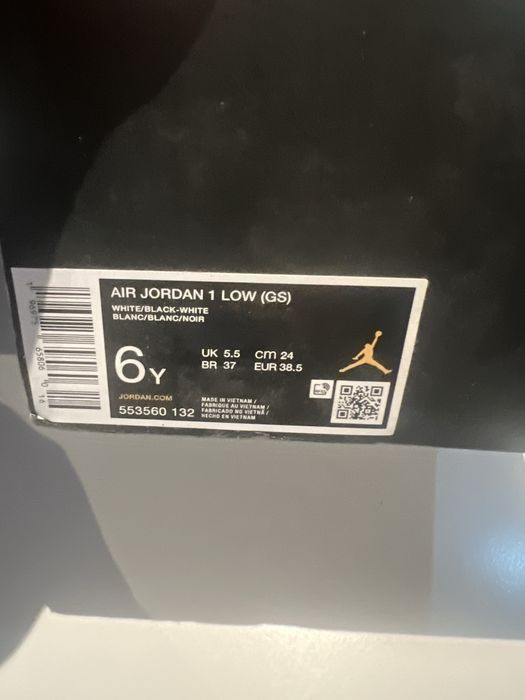 AIR JORDAN 1 LOW (GS)
WHITE/BLACK-WHITE
BLANC/BLANC/NOIR
6Y
UK 5.5 cm 24
BR 37 EUR 38.5
JORDAN.COM
553560 132
MADE IN VIETNAM /
FABRIQUE AU VIETNAM /
FABRICADO NO VIETNÃ /
HECHO EN VIETNAM
65806